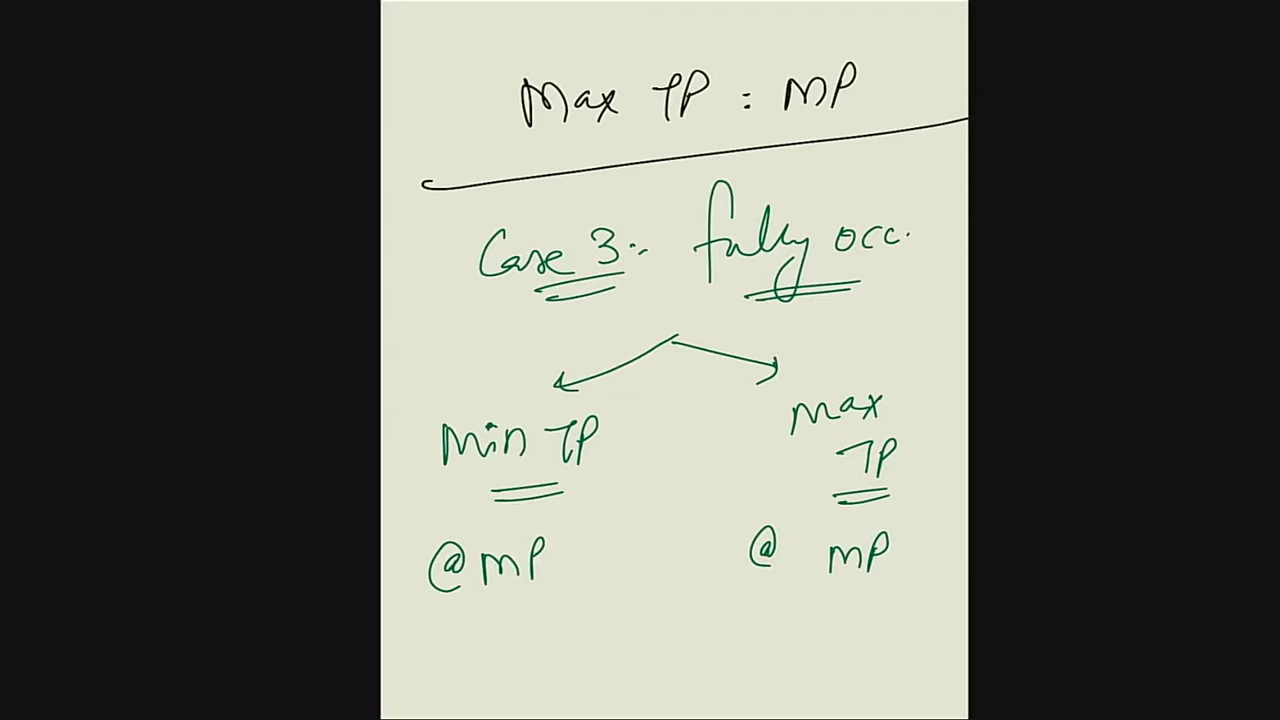 Max TP : MP
Case 3:- fully occ.
Min TP
Max
TP
@ MP
@ MP